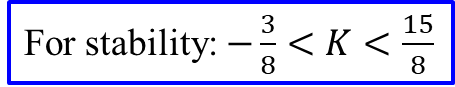 For stability: −3/8 < K < 15/8